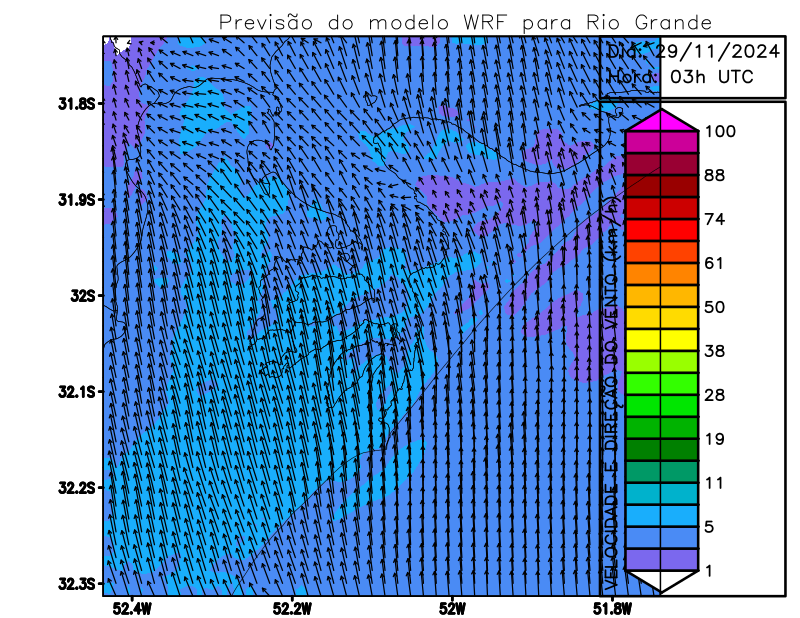 Previsão do modelo WRF para Rio Grande
Dia: 29/11/2024
Hora: 03h UTC
31.8S
31.9S
32S
32.1S
32.2S
32.3S
52.4W
52.2W
52W
51.8W
VELOCIDADE E DIREÇÃO DO VENTO (km/h)
100
88
74
61
50
38
28
19
11
5
1